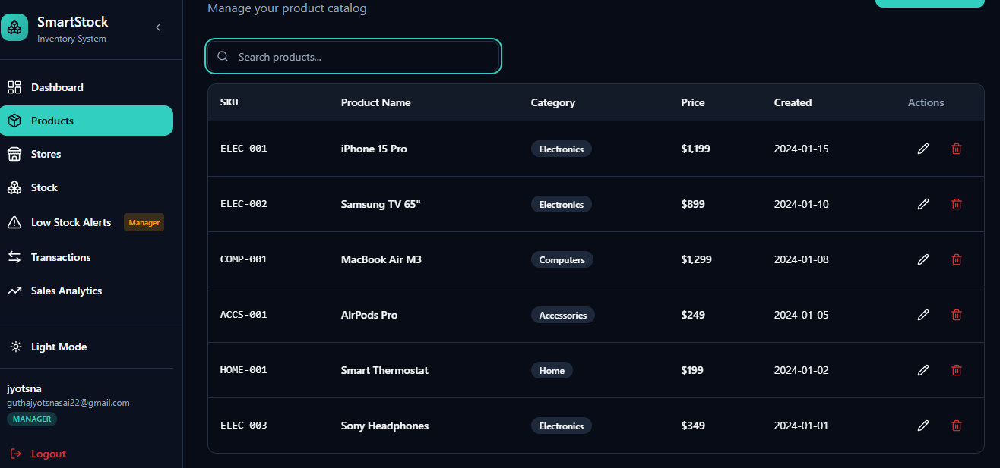 SmartStock
Inventory System
Dashboard
Products
Stores
Stock
Low Stock Alerts Manager
Transactions
Sales Analytics
Light Mode
jyotsna
guthajyotsnasai22@gmail.com
MANAGER
Logout
Manage your product catalog
Search products...
SKU Product Name Category Price Created Actions
ELEC-001 iPhone 15 Pro Electronics $1,199 2024-01-15
ELEC-002 Samsung TV 65" Electronics $899 2024-01-10
COMP-001 MacBook Air M3 Computers $1,299 2024-01-08
ACCS-001 AirPods Pro Accessories $249 2024-01-05
HOME-001 Smart Thermostat Home $199 2024-01-02
ELEC-003 Sony Headphones Electronics $349 2024-01-01